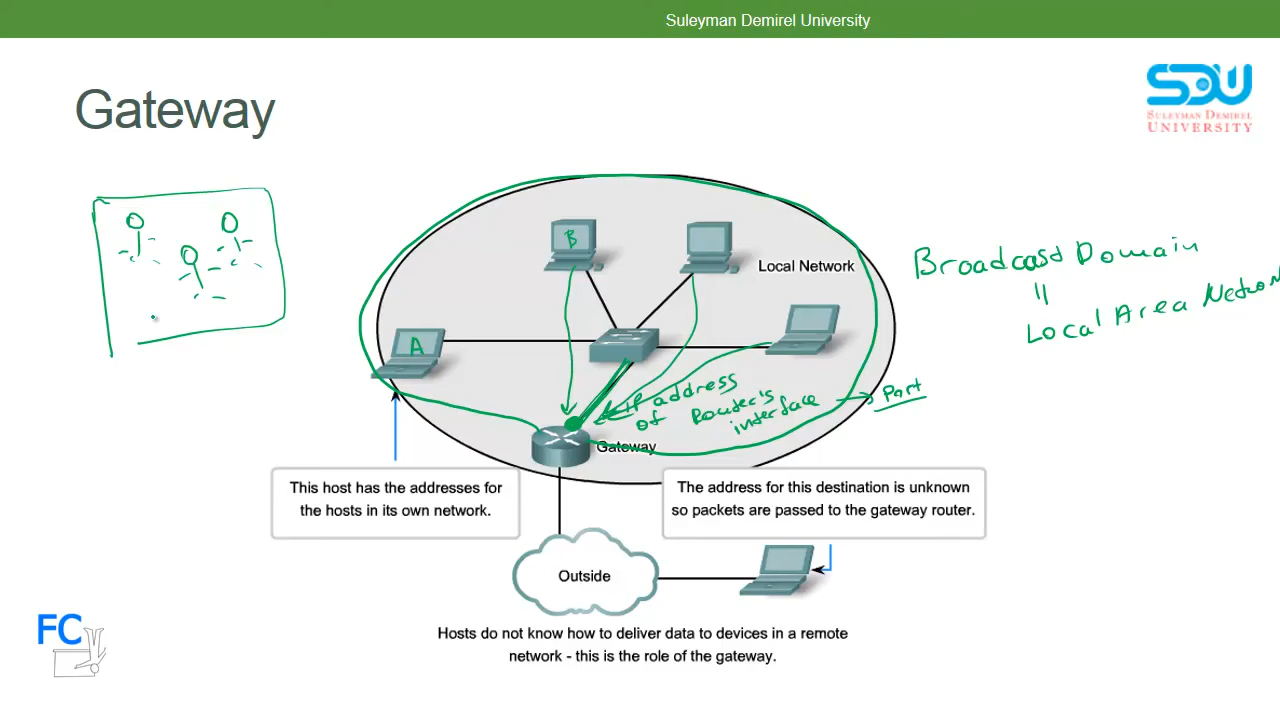 Suleyman Demirel University
Gateway
SDU
SULEYMAN DEMIREL
UNIVERSITY
B
Local Network
Broadcast Domain
=
Local Area Network
A
IP address
of Router's
interface → Port
Gateway
This host has the addresses for
the hosts in its own network.
The address for this destination is unknown
so packets are passed to the gateway router.
Outside
FC
Hosts do not know how to deliver data to devices in a remote
network - this is the role of the gateway.